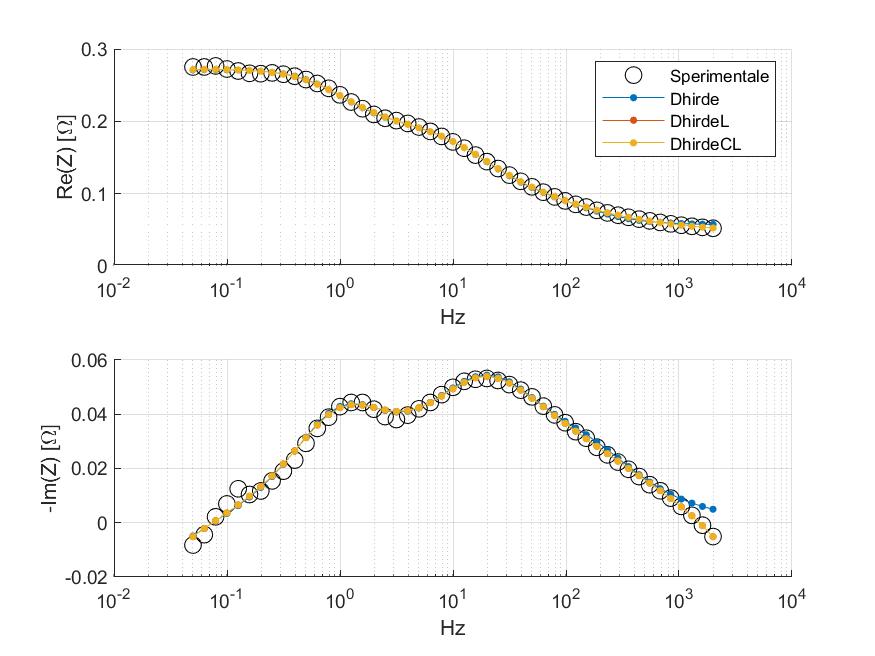 0.3
0.2
0.1
0
Re(Z) [Ω]
Sperimentale
Dhirde
DhirdeL
DhirdeCL
10^-2 10^-1 10^0 10^1 10^2 10^3 10^4
Hz
0.06
0.04
0.02
0
-0.02
-Im(Z) [Ω]
10^-2 10^-1 10^0 10^1 10^2 10^3 10^4
Hz